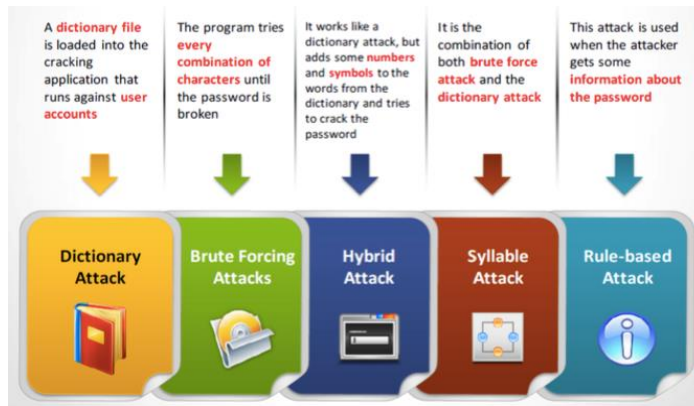 A dictionary file
is loaded into the
cracking
application that
runs against user
accounts
The program tries
every
combination of
characters until
the password is
broken
It works like a
dictionary attack, but
adds some numbers
and symbols to the
words from the
dictionary and tries
to crack the
password
It is the
combination of
both brute force
attack and the
dictionary attack
This attack is used
when the attacker
gets some
information about
the password
Dictionary
Attack
Brute Forcing
Attacks
Hybrid
Attack
Syllable
Attack
Rule-based
Attack